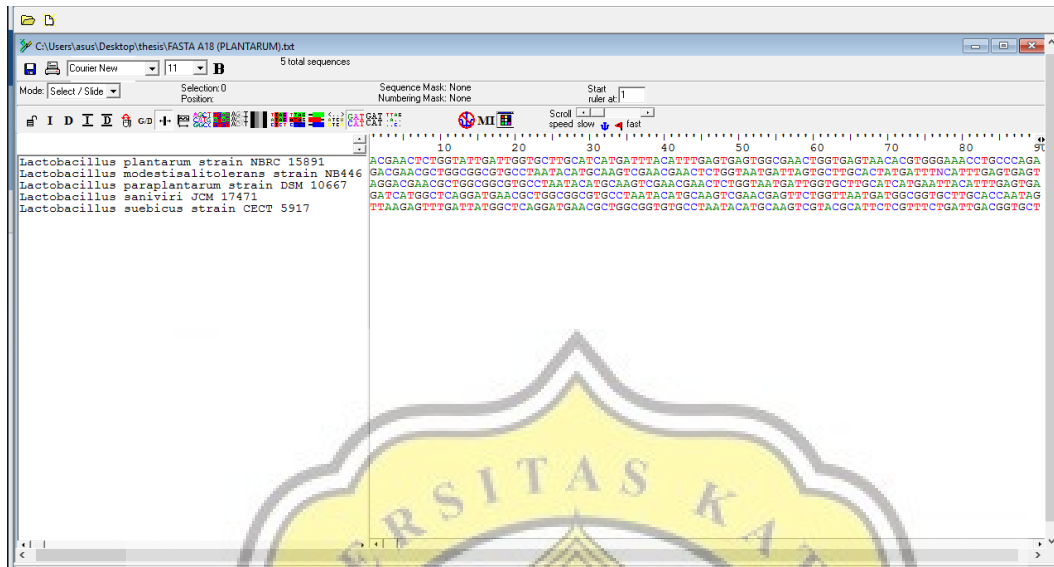 C:\Users\asus\Desktop\thesis\FASTA A18 (PLANTARUM).txt
Courier New 11 B 5 total sequences
Mode: Select / Slide Selection: 0 Sequence Mask: None Start
Position: Numbering Mask: None ruler at: 1
I D I D G/D MI Scroll
speed slow fast
10 20 30 40 50 60 70 80 90
Lactobacillus plantarum strain NBRC 15891 ACGAACTCTGGTATTGATTGGTGCTTGCATCATGATTTACATTTGAGTGAGTGGCGAACTGGTGAGTAACACGTGGGAAACCTGCCCAGA
Lactobacillus modestisalitolerans strain NB446 GACGAACGCTGGCGGCGTGCCTAATACATGCAAGTCGAACGAACTCTGGTAATGATTAGTGCTTGCACTATGATTTNCATTTGAGTGAGT
Lactobacillus paraplantarum strain DSM 10667 AGGACGAACGCTGGCGGCGTGCCTAATACATGCAAGTCGAACGAACTCTGGTAATGATTGGTGCTTGCATCATGAATTACATTTGAGTGA
Lactobacillus saniviri JCM 17471 GATCATGGCTCAGGATGAACGCTGGCGGCGTGCCTAATACATGCAAGTCGAACGAGTTCTGGTTAATGATGGCGGTGCTTGCACCAATAG
Lactobacillus suebicus strain CECT 5917 TTAAGAGTTTGATTATGGCTCAGGATGAACGCTGGCGGTGTGCCTAATACATGCAAGTCGTACGCATTCTCGTTTCTGATTGACGGTGCT
ERSITAS KAT